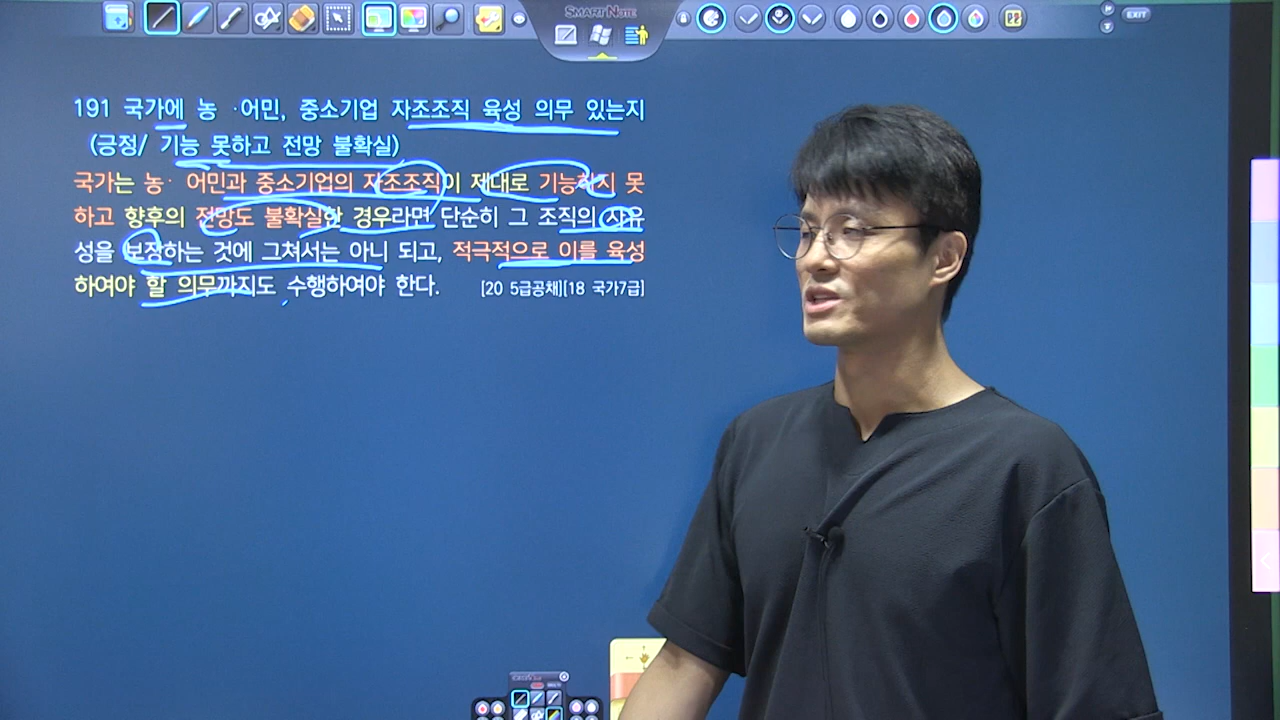 SMART NOTE
EXIT
191 국가에 농 ·어민, 중소기업 자조조직 육성 의무 있는지
(긍정/ 기능 못하고 전망 불확실)
국가는 농· 어민과 중소기업의 자조조직이 제대로 기능하지 못
하고 향후의 전망도 불확실한 경우라면 단순히 그 조직의 자유
성을 보장하는 것에 그쳐서는 아니 되고, 적극적으로 이를 육성
하여야 할 의무까지도 수행하여야 한다. [20 5급공채][18 국가7급]